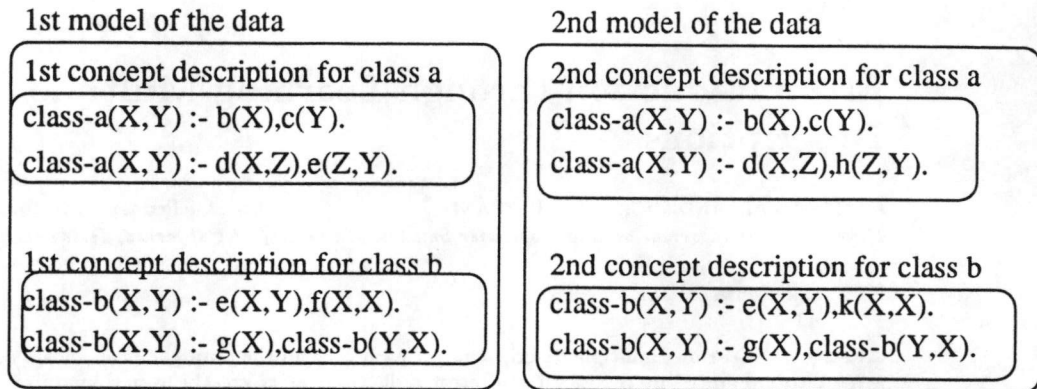 1st model of the data
1st concept description for class a
class-a(X,Y) :- b(X),c(Y).
class-a(X,Y) :- d(X,Z),e(Z,Y).
1st concept description for class b
class-b(X,Y) :- e(X,Y),f(X,X).
class-b(X,Y) :- g(X),class-b(Y,X).
2nd model of the data
2nd concept description for class a
class-a(X,Y) :- b(X),c(Y).
class-a(X,Y) :- d(X,Z),h(Z,Y).
2nd concept description for class b
class-b(X,Y) :- e(X,Y),k(X,X).
class-b(X,Y) :- g(X),class-b(Y,X).